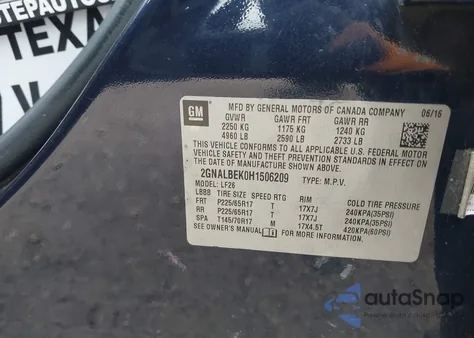 TEPAUTOS
TEXA
GM
MFD BY GENERAL MOTORS OF CANADA COMPANY
06/16
GVWR GAWR FRT GAWR RR
2250 KG 1175 KG 1240 KG
4960 LB 2590 LB 2733 LB
THIS VEHICLE CONFORMS TO ALL APPLICABLE U.S. FEDERAL MOTOR
VEHICLE SAFETY, AND THEFT PREVENTION STANDARDS IN EFFECT ON
THE DATE OF MANUFACTURE SHOWN ABOVE.
2GNALBEK0H1506209 TYPE: M.P.V.
MODEL: LF26
LBBB TIRE SIZE SPEED RTG RIM COLD TIRE PRESSURE
FRT P225/65R17 T 17X7J 240KPA(35PSI)
RR P225/65R17 T 17X7J 240KPA(35PSI)
SPA T145/70R17 M 17X4.5T 420KPA(60PSI)
SEE OWNER'S MANUAL FOR ADDITIONAL INFORMATION
autoSnap